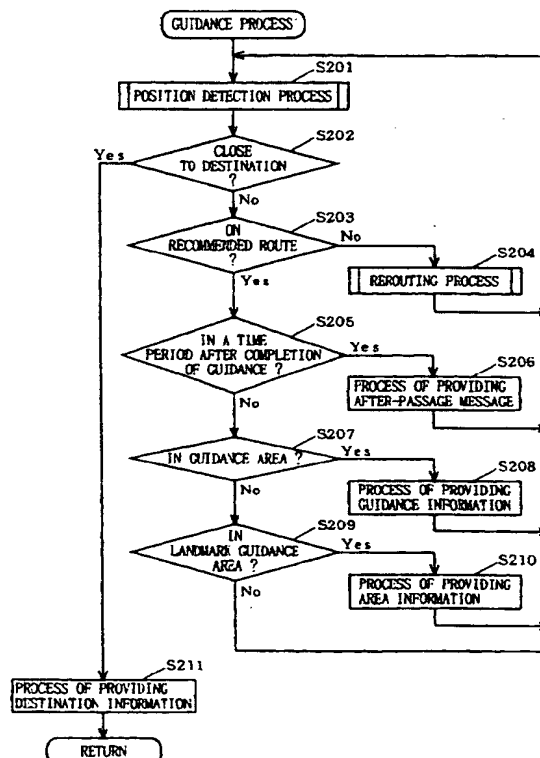 GUIDANCE PROCESS
S201
POSITION DETECTION PROCESS
S202
Yes
CLOSE
TO DESTINATION
?
No
S203
ON
RECOMMENDED ROUTE
?
No
S204
REROUTING PROCESS
Yes
S205
IN A TIME
PERIOD AFTER COMPLETION
OF GUIDANCE ?
Yes
S206
PROCESS OF PROVIDING
AFTER-PASSAGE MESSAGE
No
S207
IN GUIDANCE AREA ?
Yes
S208
PROCESS OF PROVIDING
GUIDANCE INFORMATION
No
S209
IN
LANDMARK GUIDANCE
AREA ?
Yes
S210
PROCESS OF PROVIDING
AREA INFORMATION
No
S211
PROCESS OF PROVIDING
DESTINATION INFORMATION
RETURN